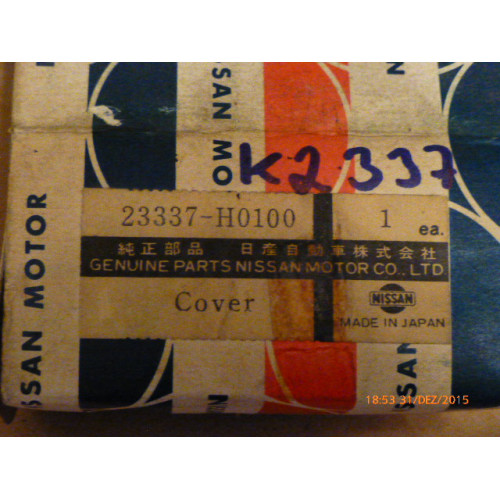 NISSAN MOTOR
SSAN MO
K2337
23337-H0100
1 ea.
純正部品 日産自動車株式会社
GENUINE PARTS NISSAN MOTOR CO., LTD
Cover
NISSAN
MADE IN JAPAN
SSAN MOTOR
18:53 31/DEZ/2015